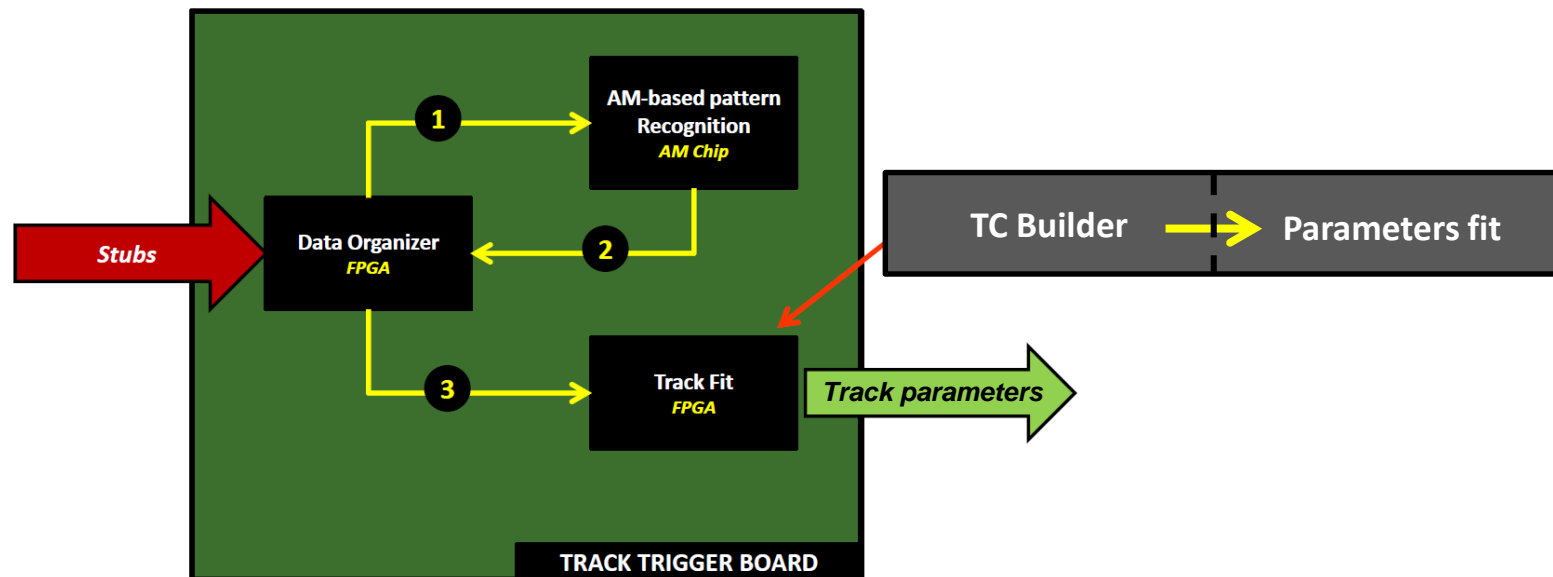 AM-based pattern
Recognition
AM Chip
1
Stubs
Data Organizer
FPGA
2
TC Builder
Parameters fit
3
Track Fit
FPGA
Track parameters
TRACK TRIGGER BOARD